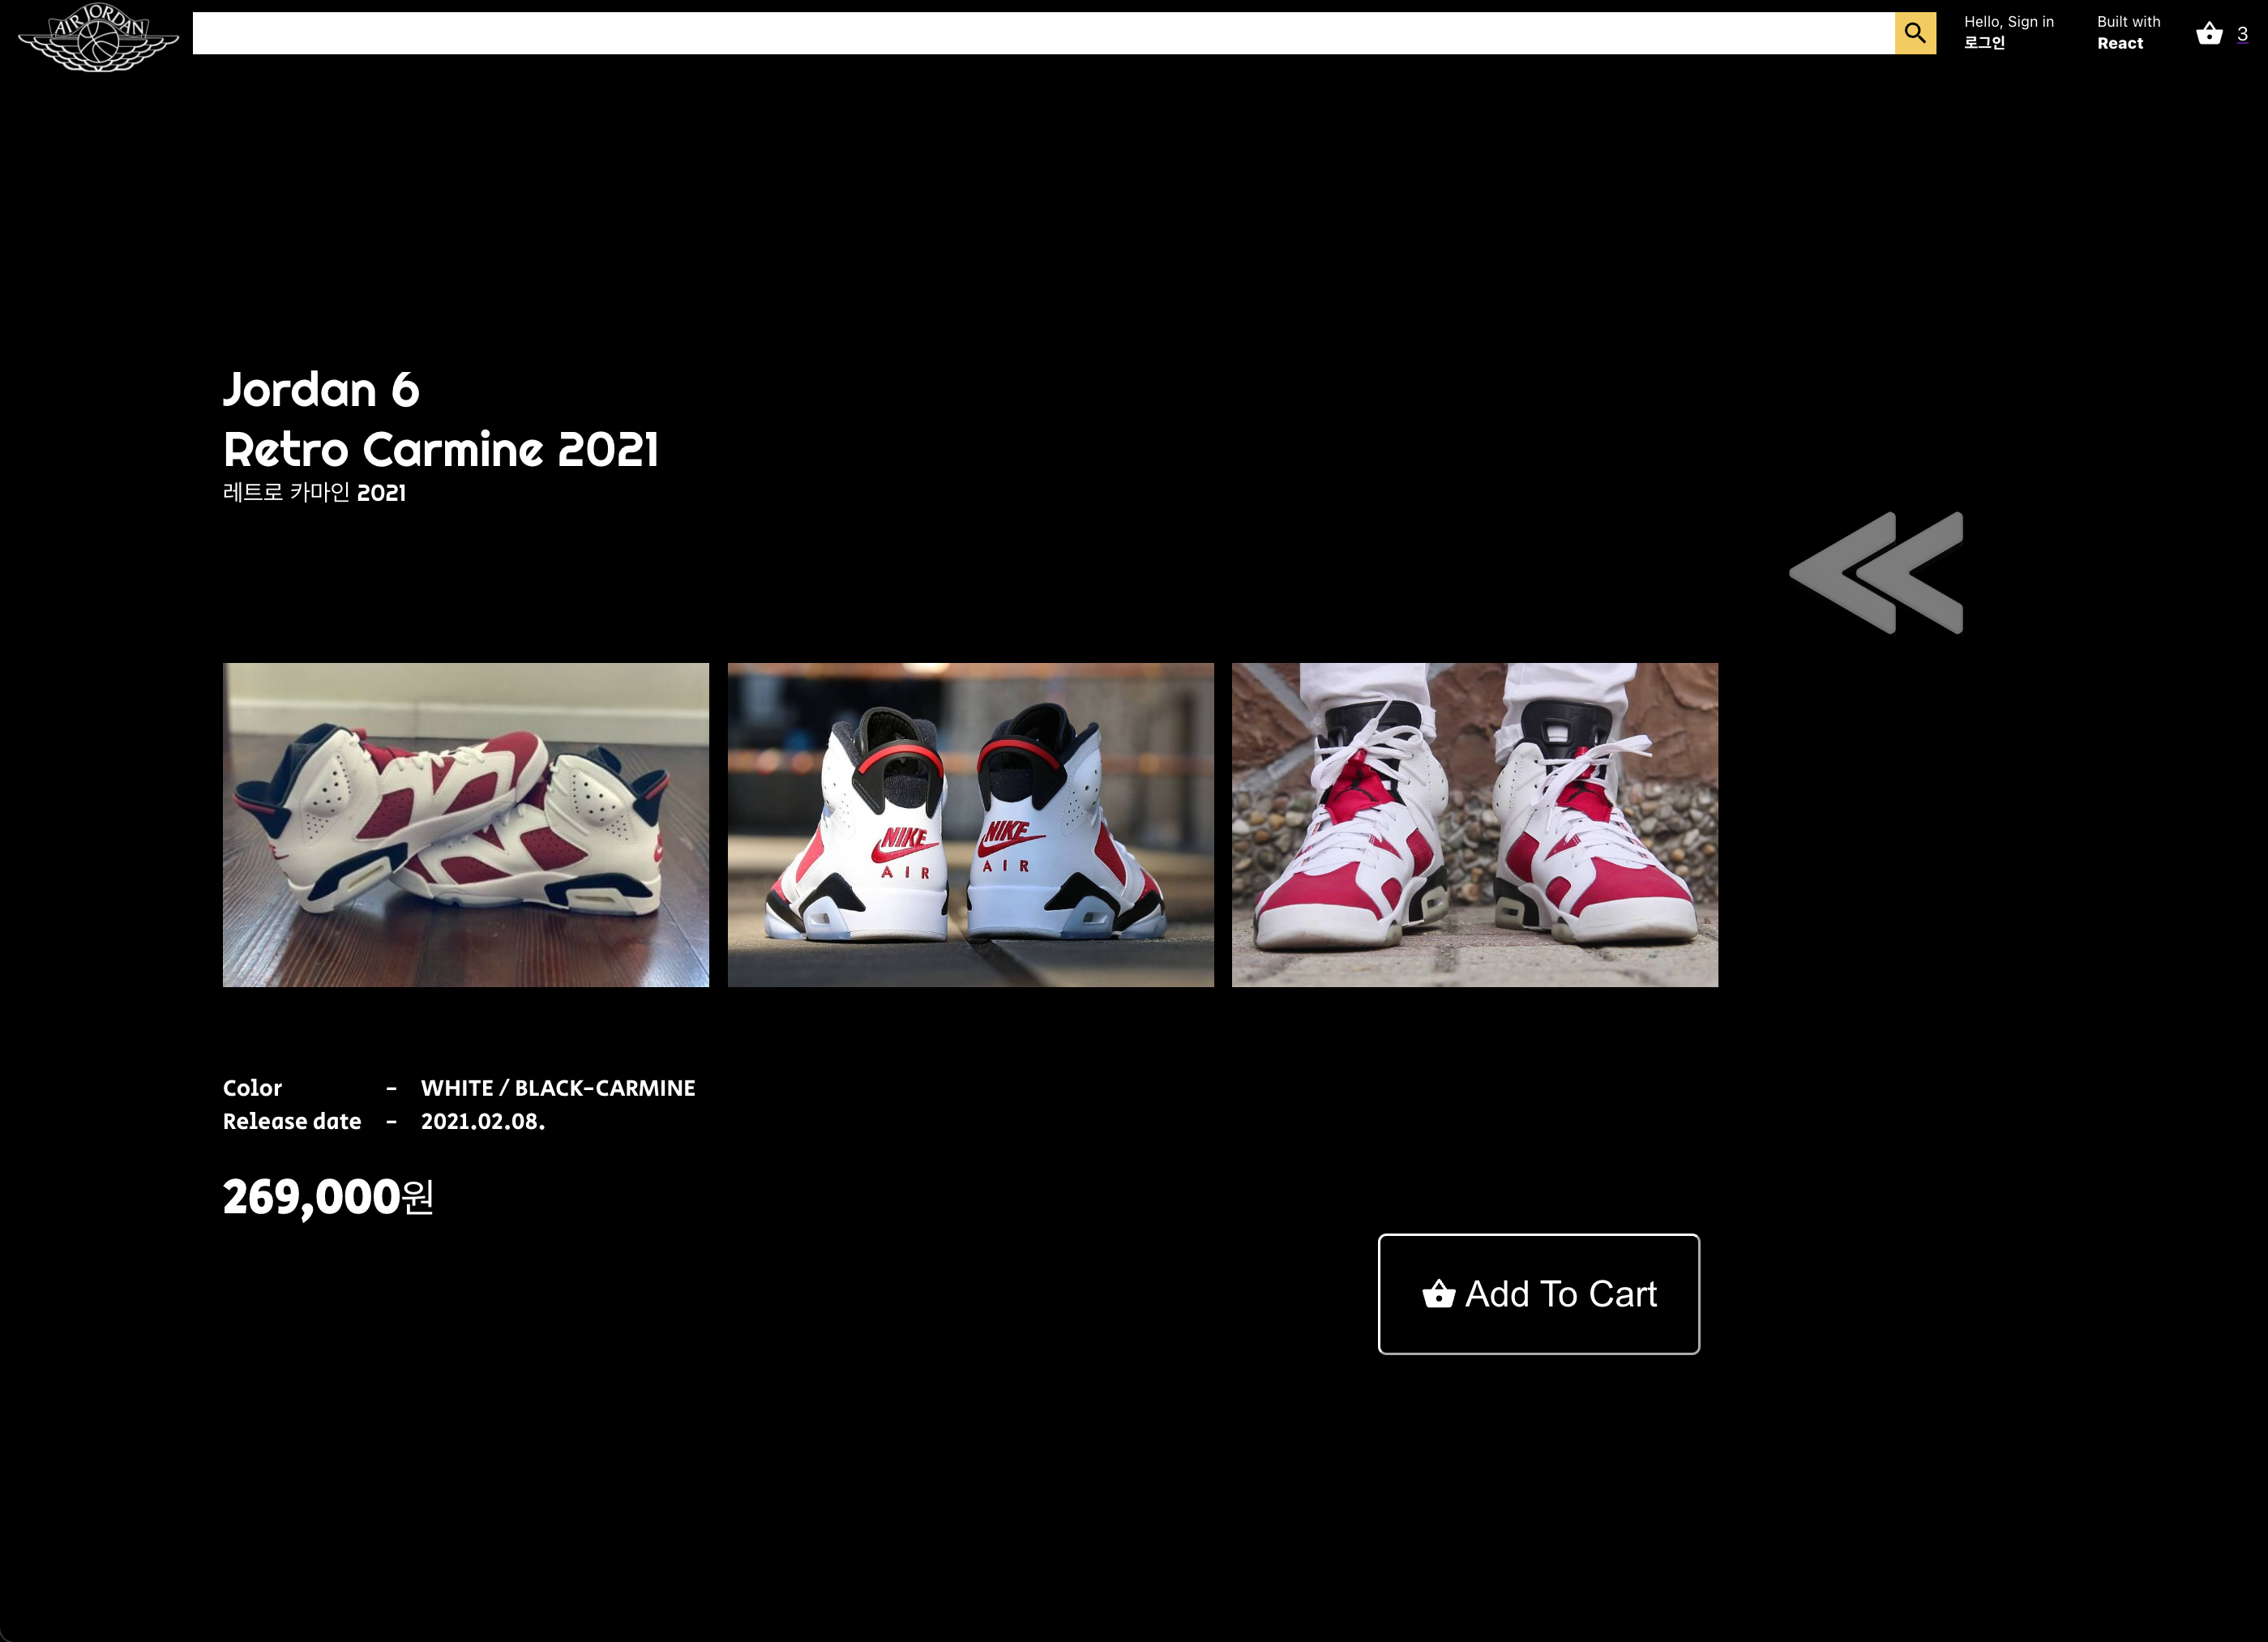 AIR JORDAN
Hello, Sign in
로그인
Built with
React
3
Jordan 6
Retro Carmine 2021
레트로 카마인 2021
NIKE
AIR
NIKE
AIR
Color - WHITE / BLACK-CARMINE
Release date - 2021.02.08.
269,000원
Add To Cart